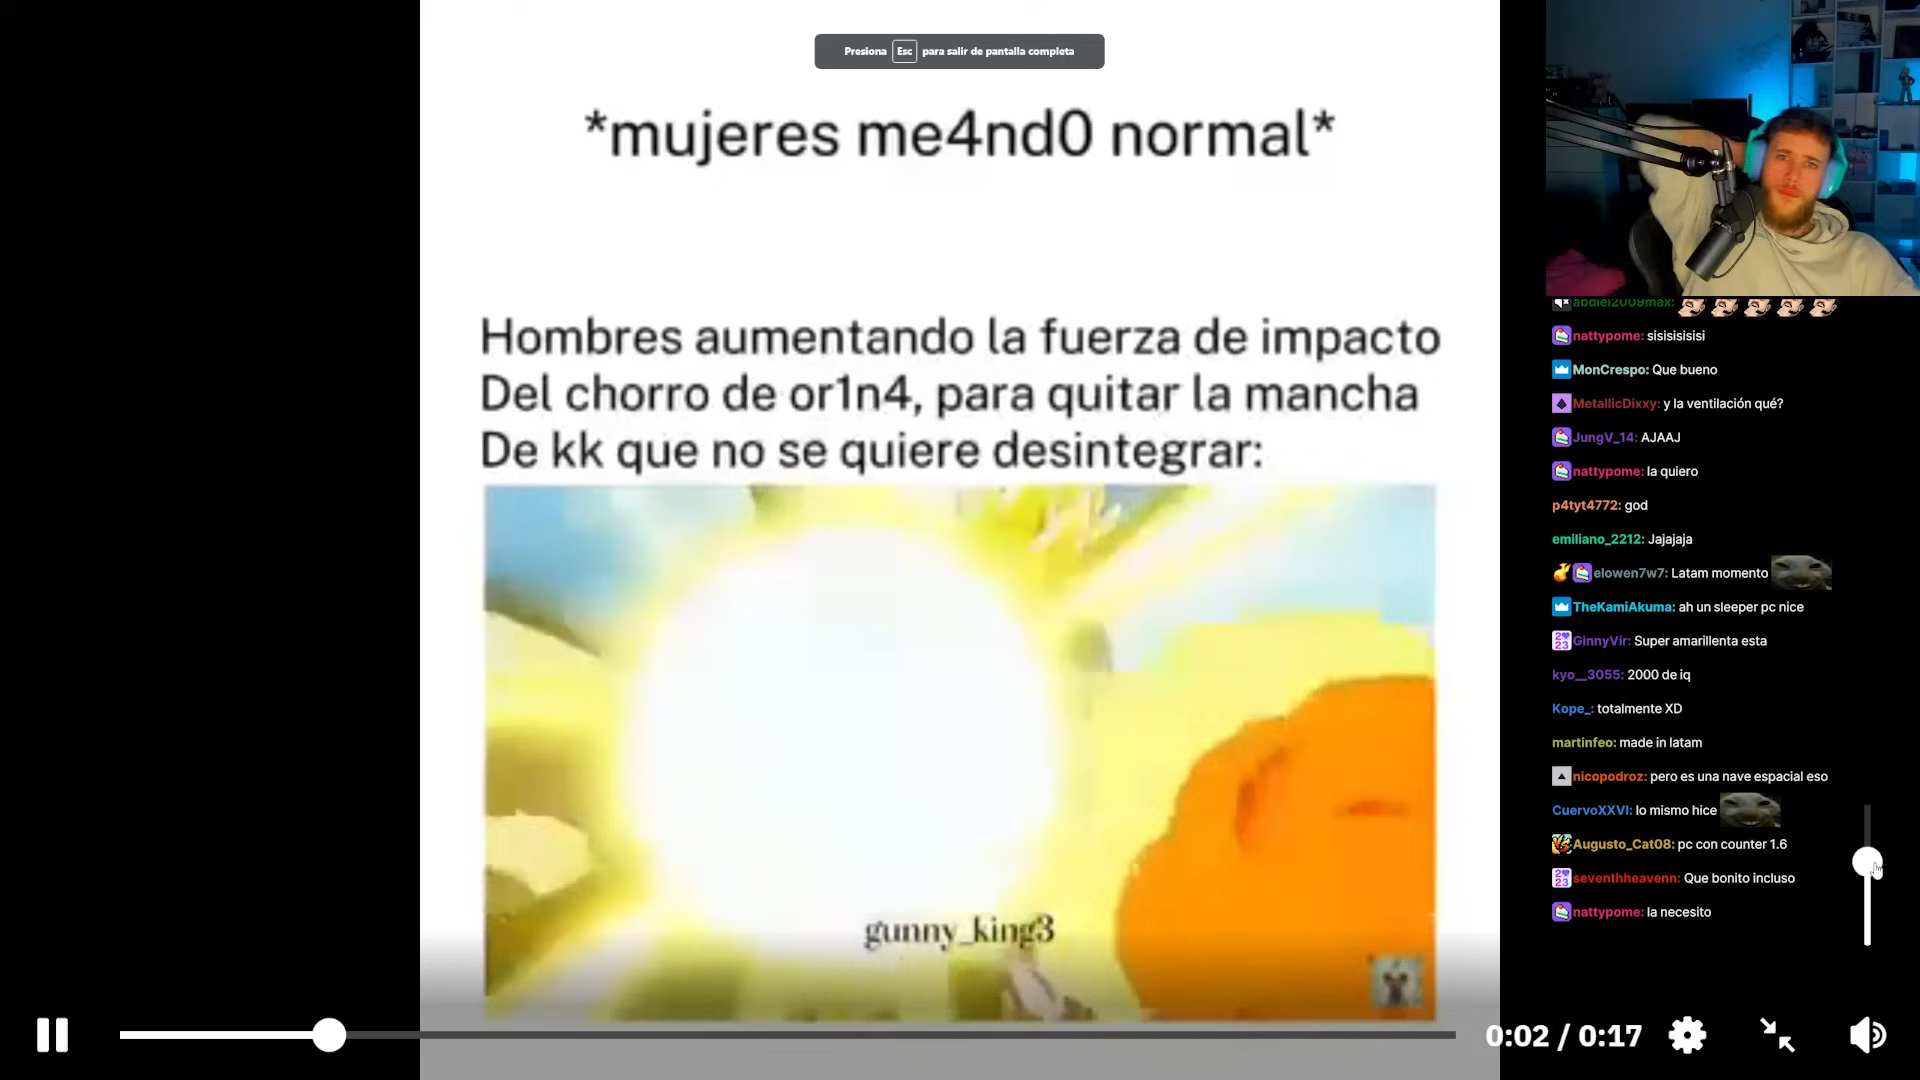 Presiona Esc para salir de pantalla completa
*mujeres me4nd0 normal*
Hombres aumentando la fuerza de impacto
Del chorro de or1n4, para quitar la mancha
De kk que no se quiere desintegrar:
gunny_king3
0:02 / 0:17
abdiel2009max:
nattypome: sisisisisisi
MonCrespo: Que bueno
MetallicDixxy: y la ventilación qué?
JungV_14: AJAAJ
nattypome: la quiero
p4tyt4772: god
emiliano_2212: Jajajaja
elowen7w7: Latam momento
TheKamiAkuma: ah un sleeper pc nice
GinnyVir: Super amarillenta esta
kyo__3055: 2000 de iq
Kope_: totalmente XD
martinfeo: made in latam
nicopodroz: pero es una nave espacial eso
CuervoXXVI: lo mismo hice
Augusto_Cat08: pc con counter 1.6
seventhheavenn: Que bonito incluso
nattypome: la necesito